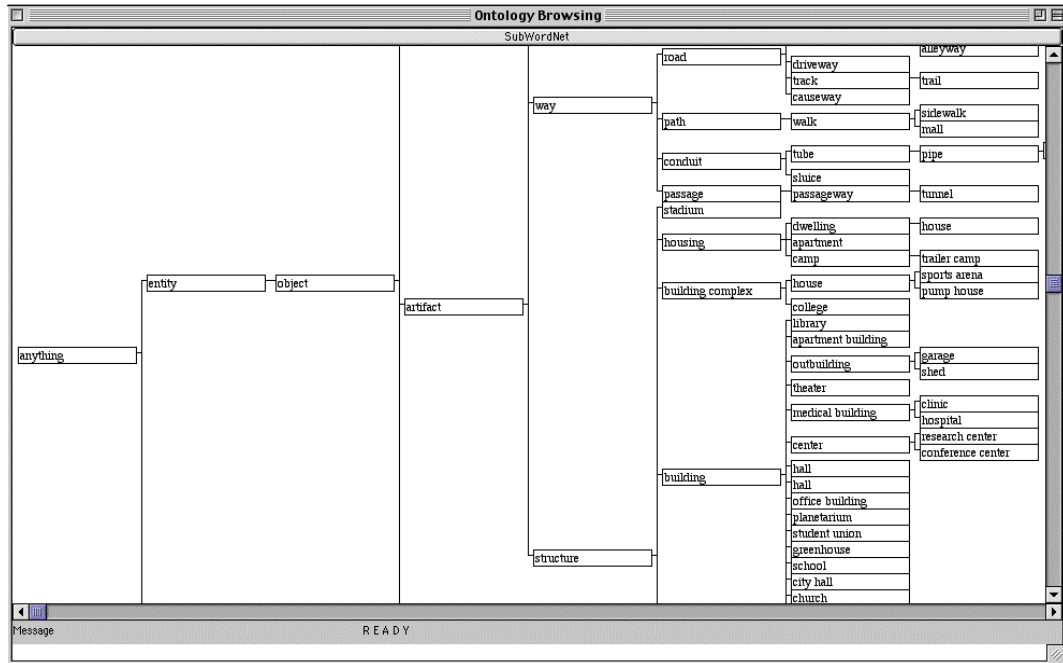 Ontology Browsing
SubWordNet
alleyway
road
driveway
track
trail
causeway
way
sidewalk
path
walk
mall
tube
pipe
conduit
sluice
passage
passageway
tunnel
stadium
dwelling
house
housing
apartment
camp
trailer camp
sports arena
entity
object
building complex
house
pump house
artifact
college
library
apartment building
anything
garage
outbuilding
shed
theater
clinic
medical building
hospital
research center
center
conference center
hall
building
hall
office building
planetarium
student union
greenhouse
structure
school
city hall
church
Message
READY